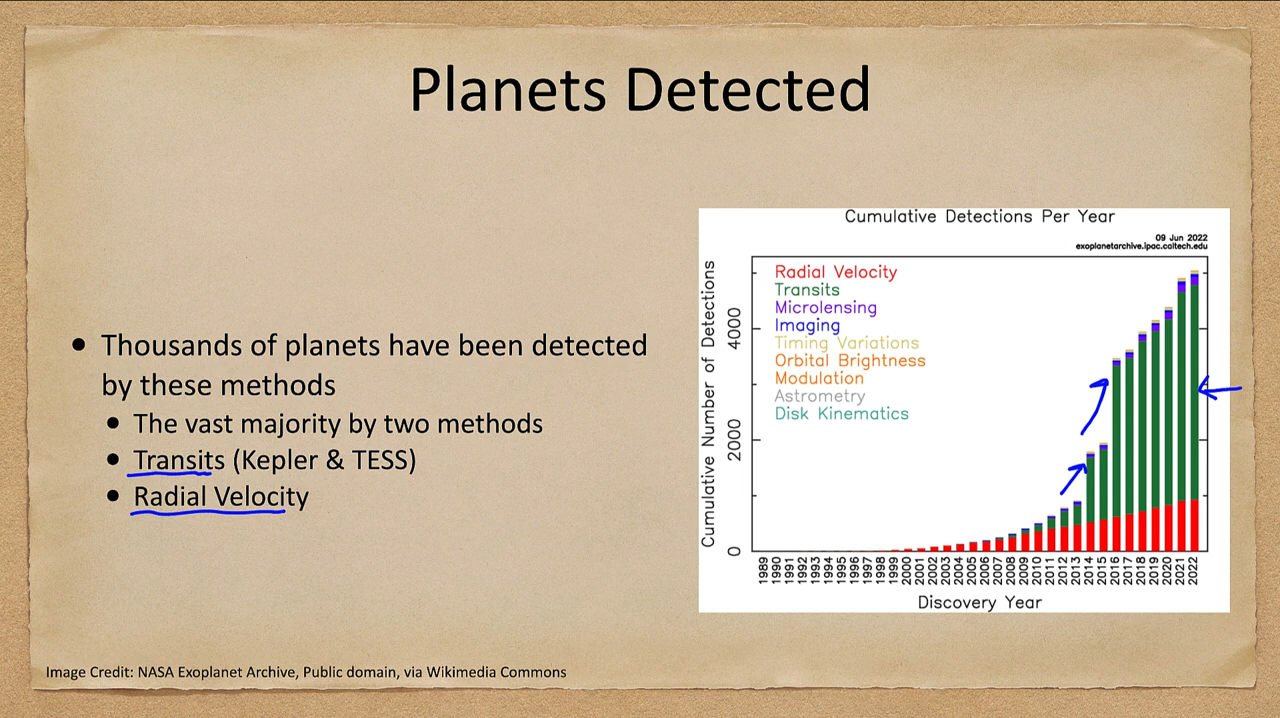 Planets Detected
• Thousands of planets have been detected
by these methods
• The vast majority by two methods
• Transits (Kepler & TESS)
• Radial Velocity
Cumulative Detections Per Year
09 Jun 2022
exoplanetarchive.ipac.caltech.edu
Radial Velocity
Transits
Microlensing
Imaging
Timing Variations
Orbital Brightness
Modulation
Astrometry
Disk Kinematics
Cumulative Number of Detections
4000
2000
0
1989 1990 1991 1992 1993 1994 1995 1996 1997 1998 1999 2000 2001 2002 2003 2004 2005 2006 2007 2008 2009 2010 2011 2012 2013 2014 2015 2016 2017 2018 2019 2020 2021 2022
Discovery Year
Image Credit: NASA Exoplanet Archive, Public domain, via Wikimedia Commons